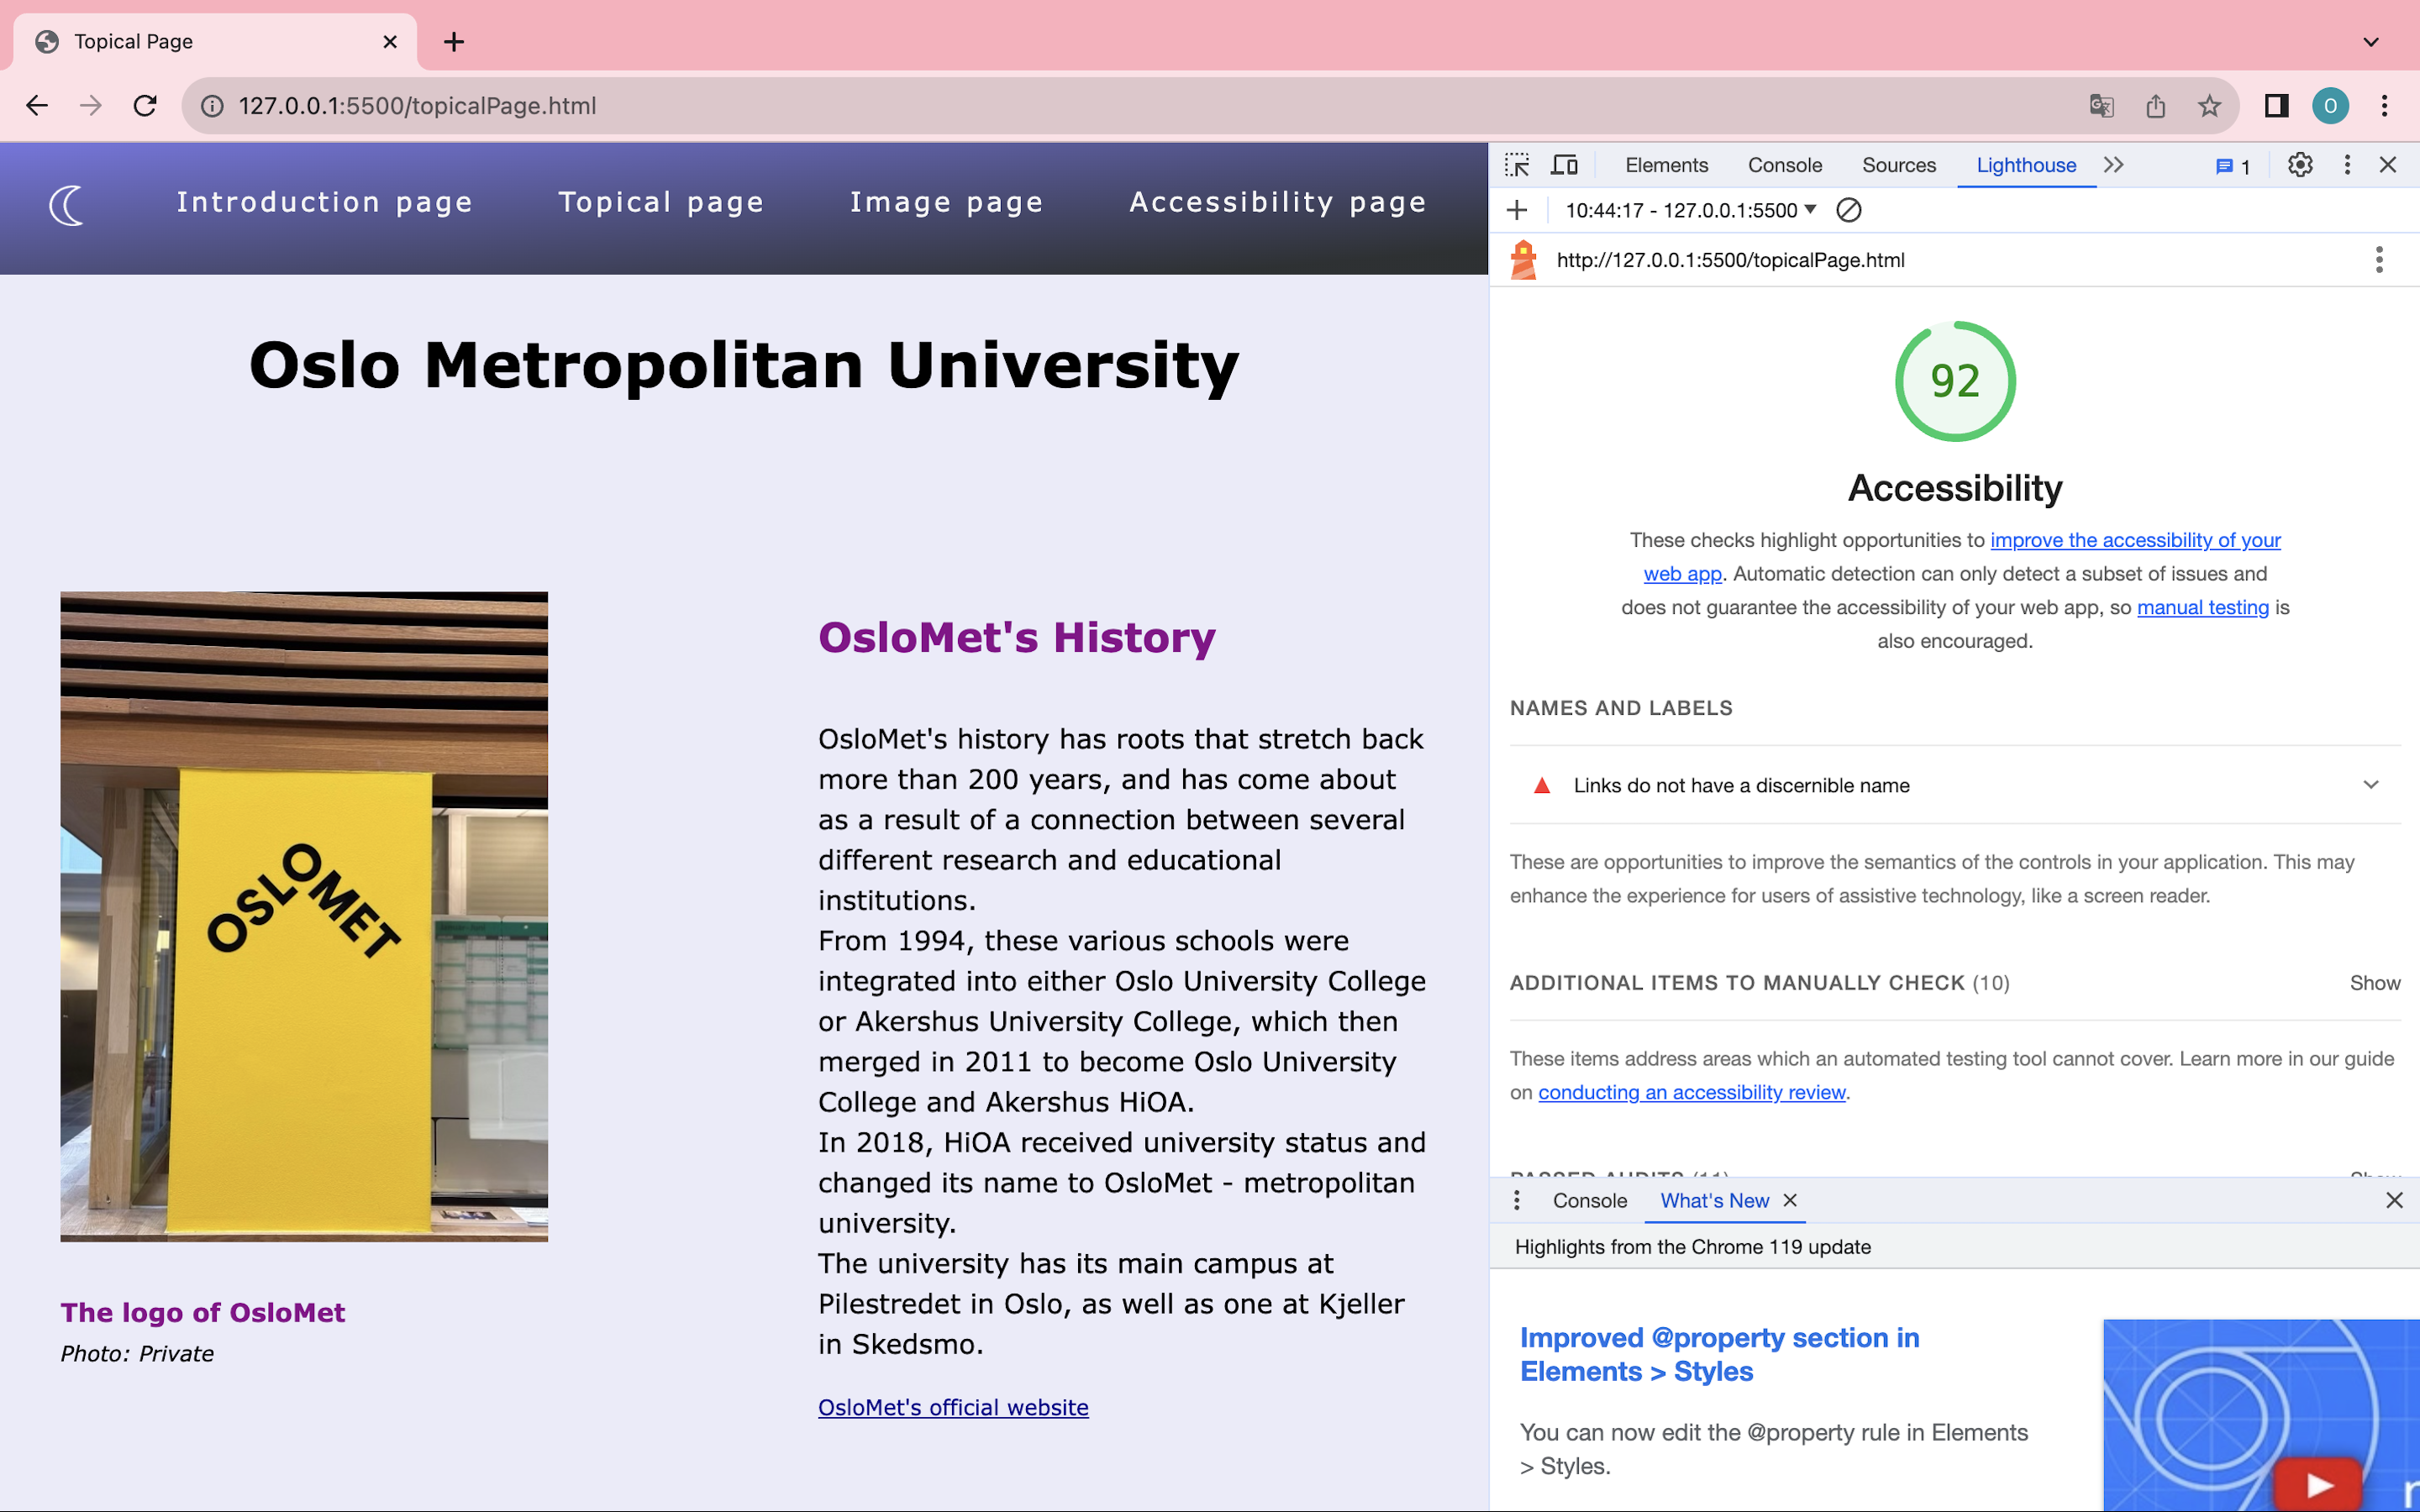 Topical Page
127.0.0.1:5500/topicalPage.html
O
Introduction page
Topical page
Image page
Accessibility page
Oslo Metropolitan University
OSLOMET
The logo of OsloMet
Photo: Private
OsloMet's History
OsloMet's history has roots that stretch back
more than 200 years, and has come about
as a result of a connection between several
different research and educational
institutions.
From 1994, these various schools were
integrated into either Oslo University College
or Akershus University College, which then
merged in 2011 to become Oslo University
College and Akershus HiOA.
In 2018, HiOA received university status and
changed its name to OsloMet - metropolitan
university.
The university has its main campus at
Pilestredet in Oslo, as well as one at Kjeller
in Skedsmo.
OsloMet's official website
Elements
Console
Sources
Lighthouse
1
10:44:17 - 127.0.0.1:5500
http://127.0.0.1:5500/topicalPage.html
92
Accessibility
These checks highlight opportunities to improve the accessibility of your
web app. Automatic detection can only detect a subset of issues and
does not guarantee the accessibility of your web app, so manual testing is
also encouraged.
NAMES AND LABELS
Links do not have a discernible name
These are opportunities to improve the semantics of the controls in your application. This may
enhance the experience for users of assistive technology, like a screen reader.
ADDITIONAL ITEMS TO MANUALLY CHECK (10)
Show
These items address areas which an automated testing tool cannot cover. Learn more in our guide
on conducting an accessibility review.
PASSED AUDITS (11)
Show
Console
What's New
Highlights from the Chrome 119 update
Improved @property section in
Elements > Styles
You can now edit the @property rule in Elements
> Styles.